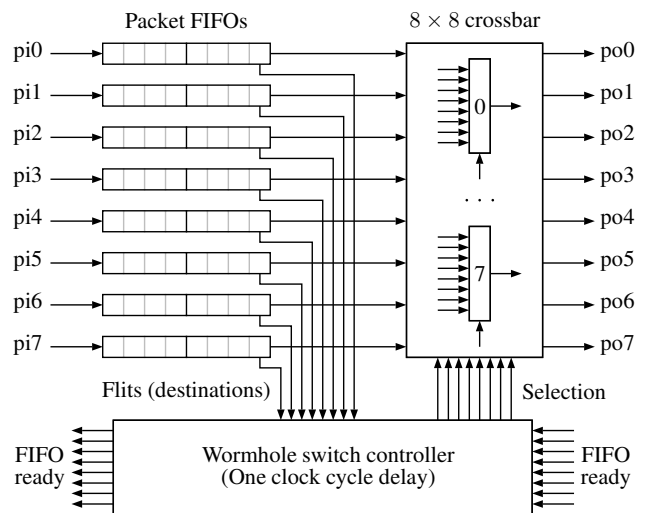 Packet FIFOs
8 × 8 crossbar
pi0
po0
pi1
0
po1
pi2
po2
pi3
po3
. . .
pi4
po4
pi5
7
po5
pi6
po6
pi7
po7
Flits (destinations)
Selection
FIFO
ready
Wormhole switch controller
(One clock cycle delay)
FIFO
ready